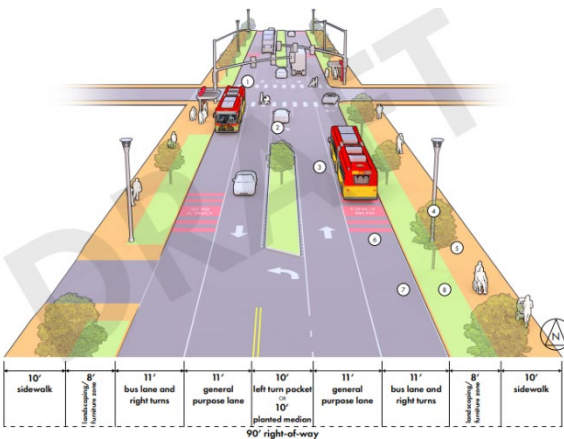 DRAFT
1
2
3
4
5
6
7
8
N
10' 8' 11' 11' 10' 11' 11' 8' 10'
sidewalk landscaping/ furniture zone bus lane and right turns general purpose lane left turn pocket general purpose lane bus lane and right turns landscaping/ furniture zone sidewalk
OR
10'
planted median
90' right-of-way